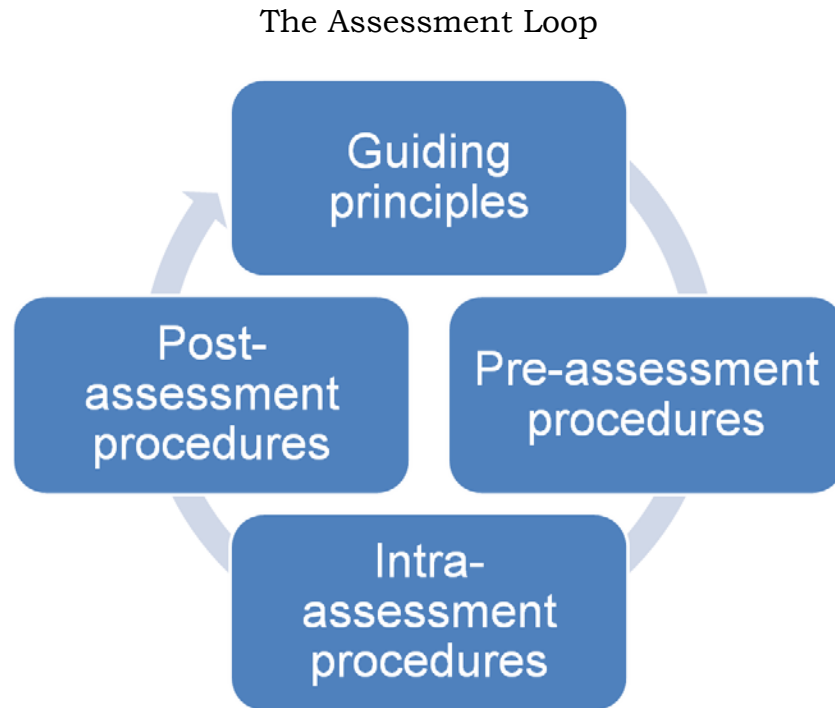 The Assessment Loop
Guiding
principles
Pre-assessment
procedures
Intra-
assessment
procedures
Post-
assessment
procedures